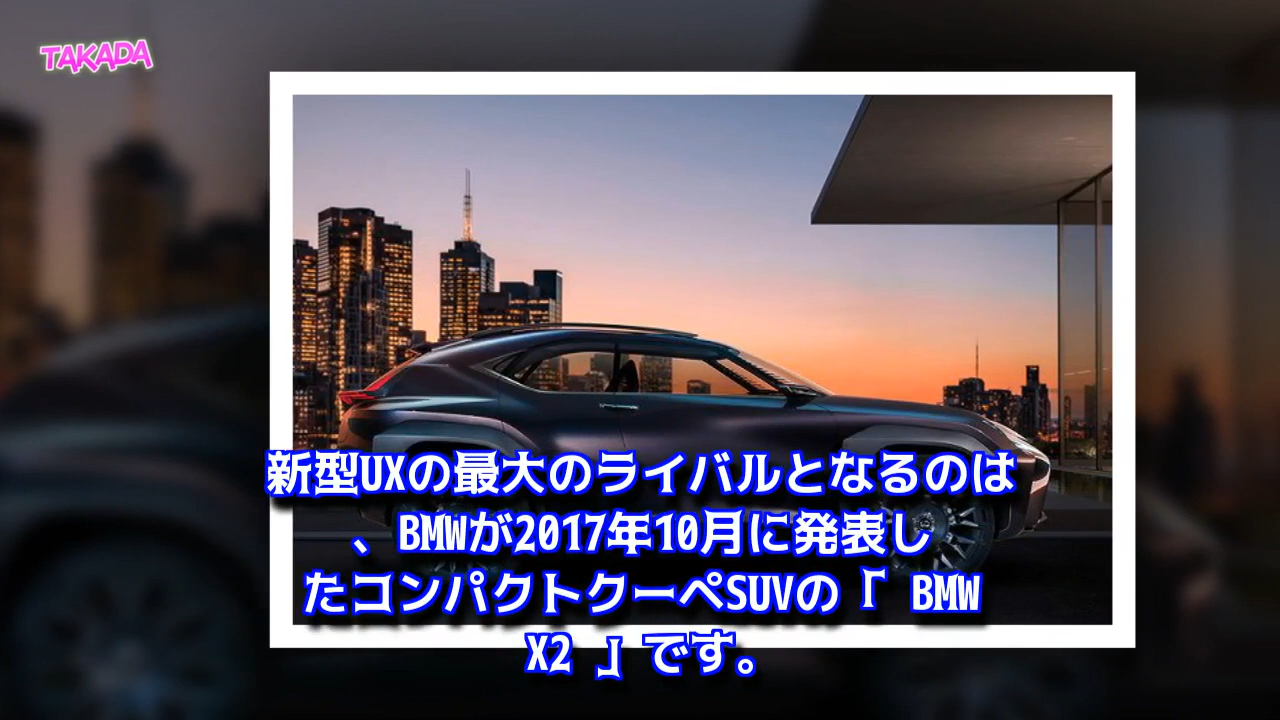 TAKADA
新型UXの最大のライバルとなるのは
、BMWが2017年10月に発表し
たコンパクトクーペSUVの「 BMW
X2 」です。